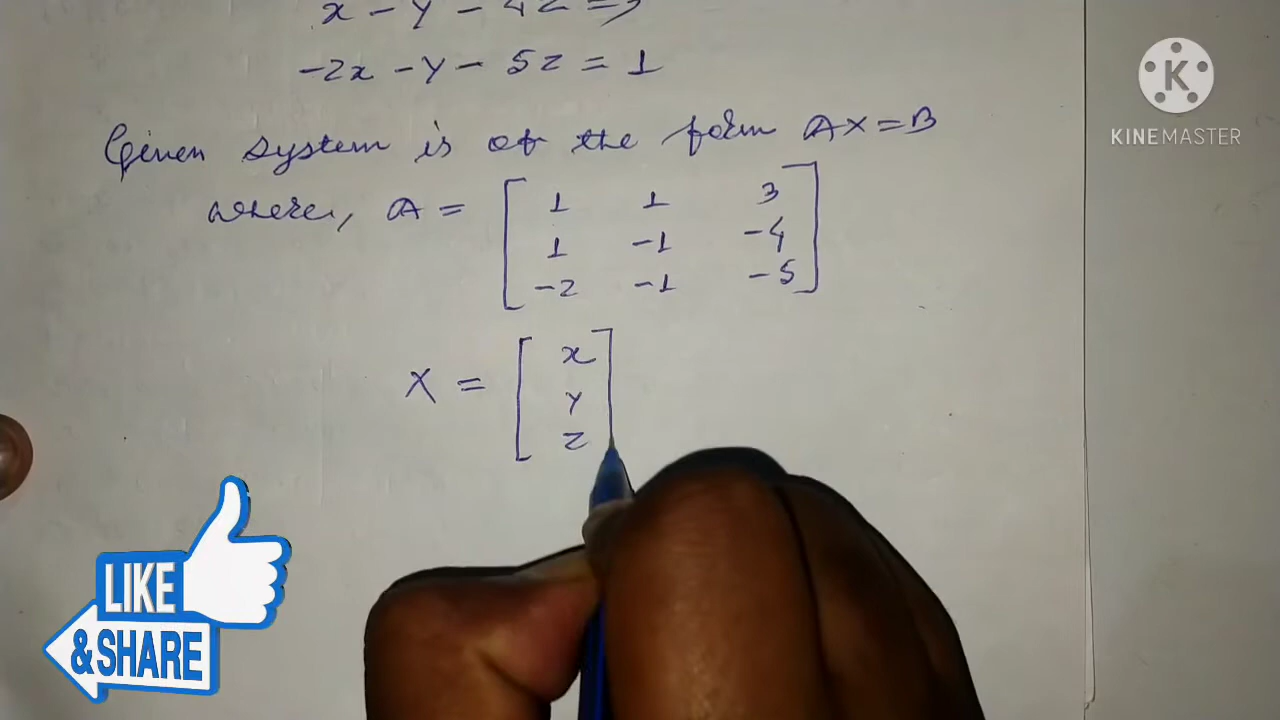 x - y - 4z =
-2x - y - 5z = 1
KINEMASTER
Given system is of the form AX = B
where, A = [ 1 1 3
1 -1 -4
-2 -1 -5 ]
X = [ x
y
z ]
LIKE
& SHARE